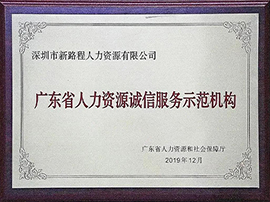 深圳市新路程人力资源有限公司
广东省人力资源诚信服务示范机构
广东省人力资源和社会保障厅
2019年12月